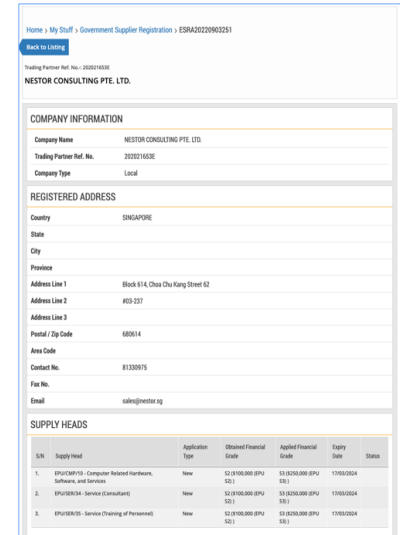 Home > My Stuff > Government Supplier Registration > ESRA20220903251
Back to Listing
Trading Partner Ref. No.: 202021653E
NESTOR CONSULTING PTE. LTD.
COMPANY INFORMATION
Company Name NESTOR CONSULTING PTE. LTD.
Trading Partner Ref. No. 202021653E
Company Type Local
REGISTERED ADDRESS
Country SINGAPORE
State
City
Province
Address Line 1 Block 614, Choa Chu Kang Street 62
Address Line 2 #03-237
Address Line 3
Postal / Zip Code 680614
Area Code
Contact No. 81330975
Fax No.
Email sales@nestor.sg
SUPPLY HEADS
Application Obtained Financial Applied Financial Expiry
S/N Supply Head Type Grade Grade Date Status
1. EPU/CMP/10 - Computer Related Hardware, New S2 ($100,000 (EPU S3 ($250,000 (EPU 17/03/2024
Software, and Services S2) ) S3) )
2. EPU/SER/34 - Service (Consultant) New S2 ($100,000 (EPU S3 ($250,000 (EPU 17/03/2024
S2) ) S3) )
3. EPU/SER/35 - Service (Training of Personnel) New S2 ($100,000 (EPU S3 ($250,000 (EPU 17/03/2024
S2) ) S3) )